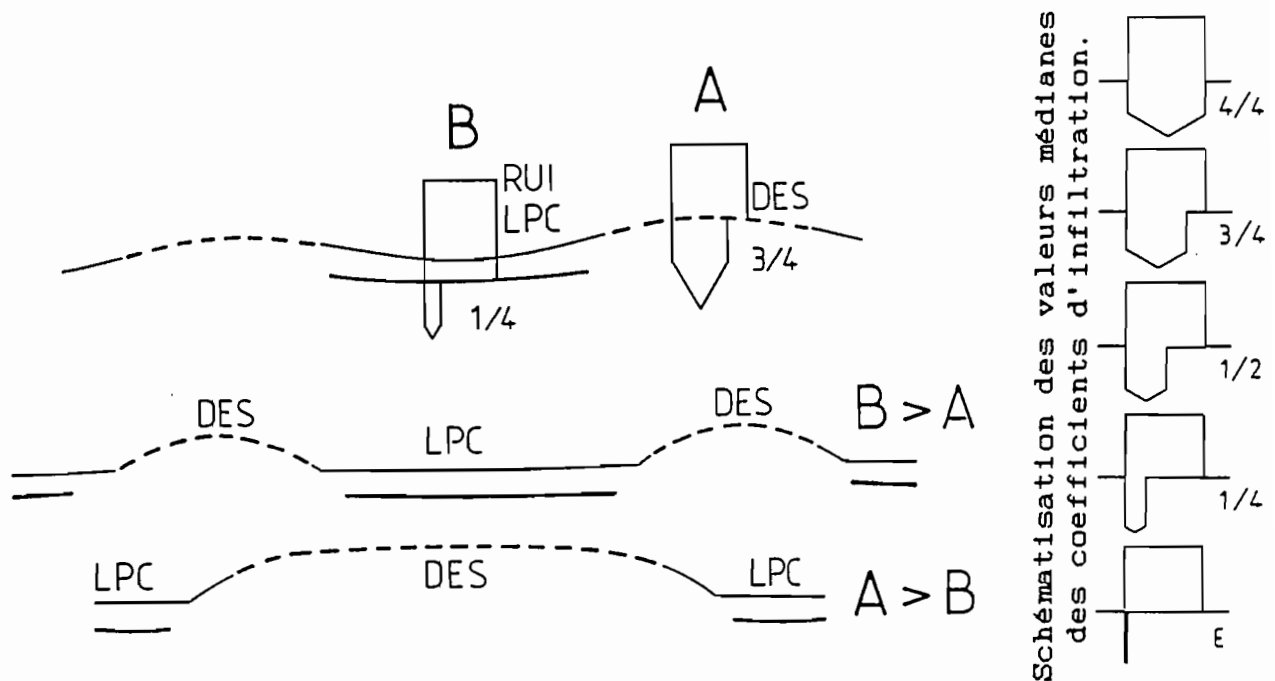 A
B
RUI
LPC
DES
3/4
1/4
DES
DES
LPC
B > A
LPC
DES
LPC
A > B
Schématisation des valeurs médianes
des coefficients d'infiltration.
4/4
3/4
1/2
1/4
E